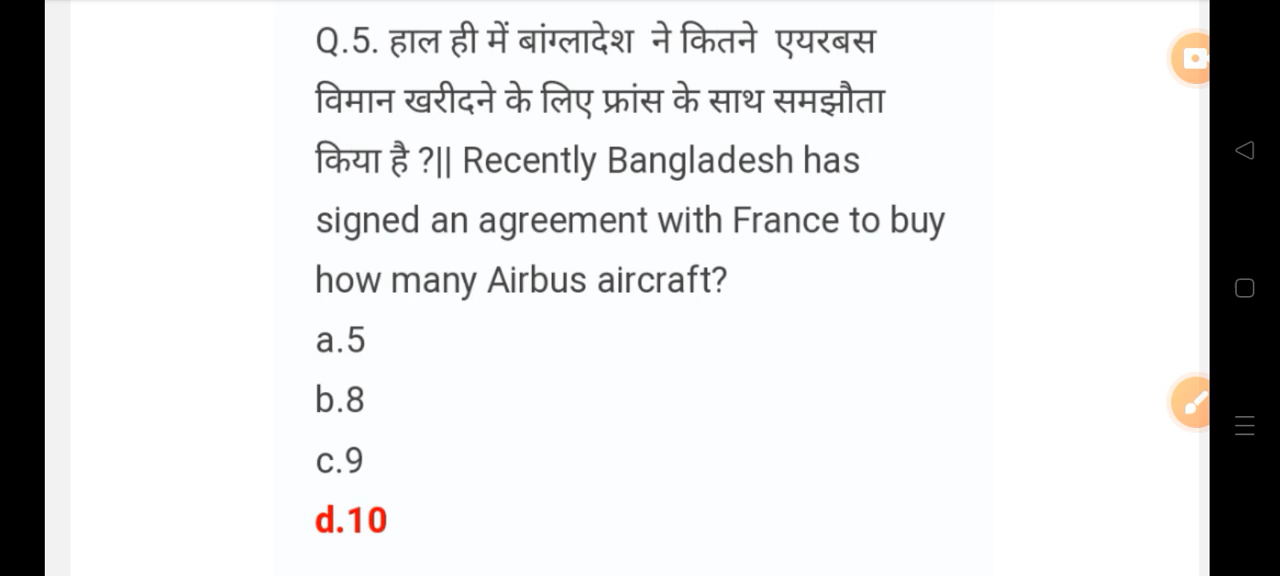 Q.5. हाल ही में बांग्लादेश ने कितने एयरबस
विमान खरीदने के लिए फ्रांस के साथ समझौता
किया है ?|| Recently Bangladesh has
signed an agreement with France to buy
how many Airbus aircraft?
a.5
b.8
c.9
d.10